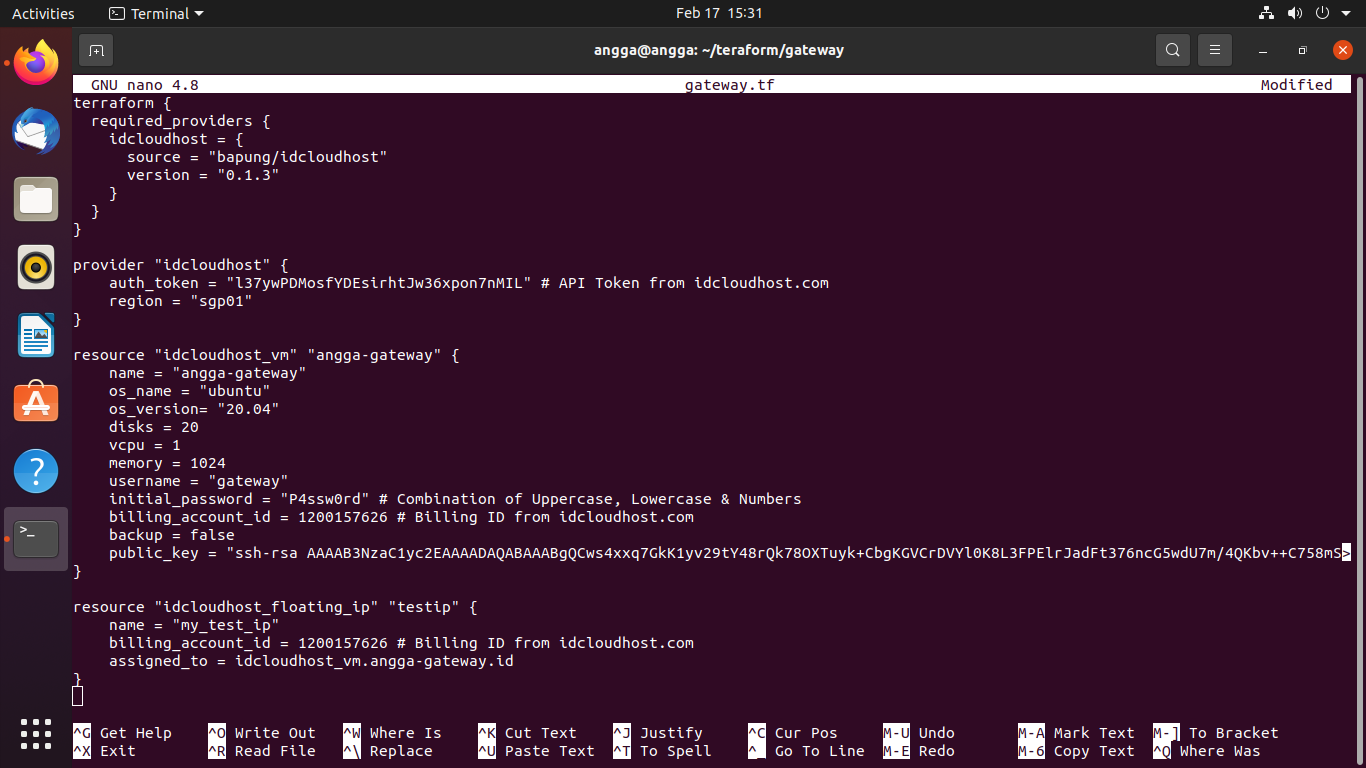 Activities Terminal Feb 17 15:31
angga@angga: ~/teraform/gateway
GNU nano 4.8 gateway.tf Modified
terraform {
  required_providers {
    idcloudhost = {
      source = "bapung/idcloudhost"
      version = "0.1.3"
    }
  }
}
provider "idcloudhost" {
    auth_token = "l37ywPDMosfYDEsirhtJw36xpon7nMIL" # API Token from idcloudhost.com
    region = "sgp01"
}
resource "idcloudhost_vm" "angga-gateway" {
    name = "angga-gateway"
    os_name = "ubuntu"
    os_version= "20.04"
    disks = 20
    vcpu = 1
    memory = 1024
    username = "gateway"
    initial_password = "P4ssw0rd" # Combination of Uppercase, Lowercase & Numbers
    billing_account_id = 1200157626 # Billing ID from idcloudhost.com
    backup = false
    public_key = "ssh-rsa AAAAB3NzaC1yc2EAAAADAQABAAABgQCws4xxq7GkK1yv29tY48rQk78OXTuyk+CbgKGVCrDVYl0K8L3FPElrJadFt376ncG5wdU7m/4QKbv++C758mS>
}
resource "idcloudhost_floating_ip" "testip" {
    name = "my_test_ip"
    billing_account_id = 1200157626 # Billing ID from idcloudhost.com
    assigned_to = idcloudhost_vm.angga-gateway.id
}
^G Get Help ^O Write Out ^W Where Is ^K Cut Text ^J Justify ^C Cur Pos M-U Undo M-A Mark Text M-] To Bracket
^X Exit ^R Read File ^\ Replace ^U Paste Text ^T To Spell ^_ Go To Line M-E Redo M-6 Copy Text ^Q Where Was